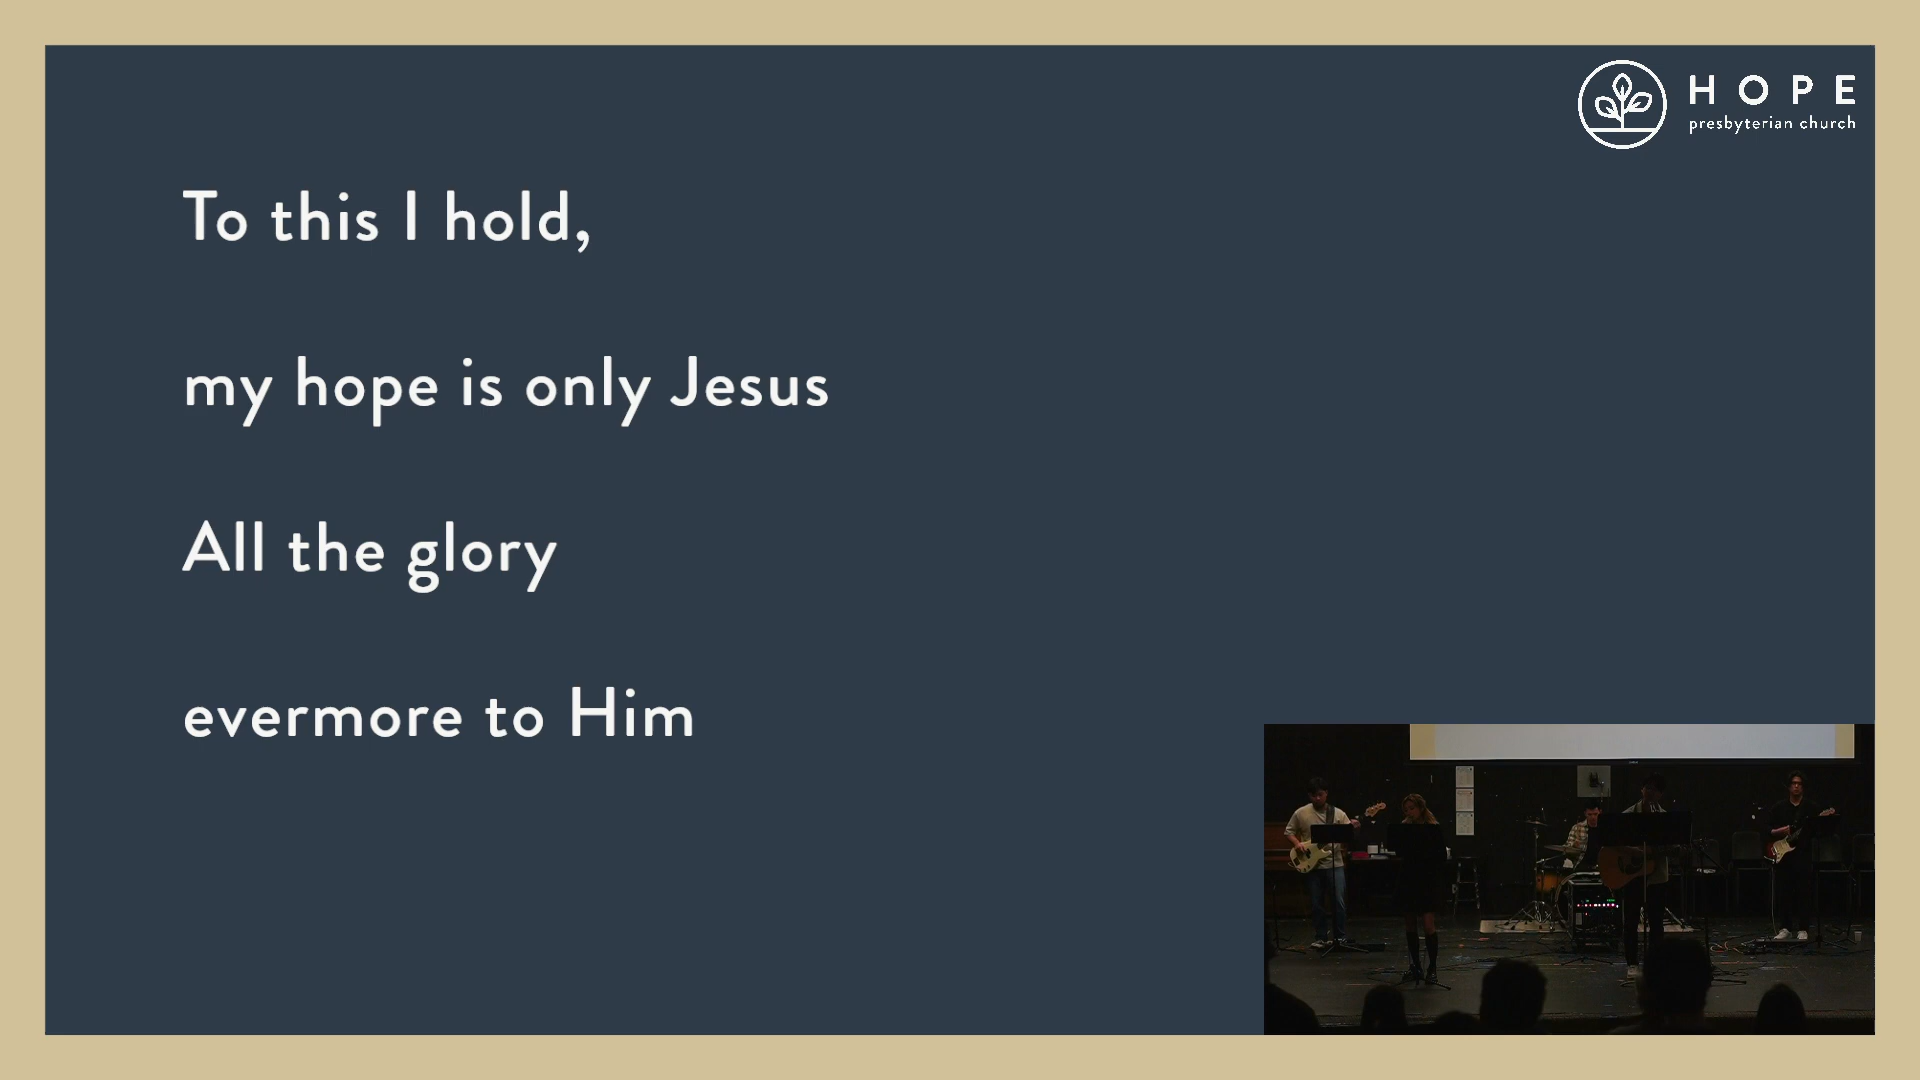 HOPE
presbyterian church
To this I hold,
my hope is only Jesus
All the glory
evermore to Him